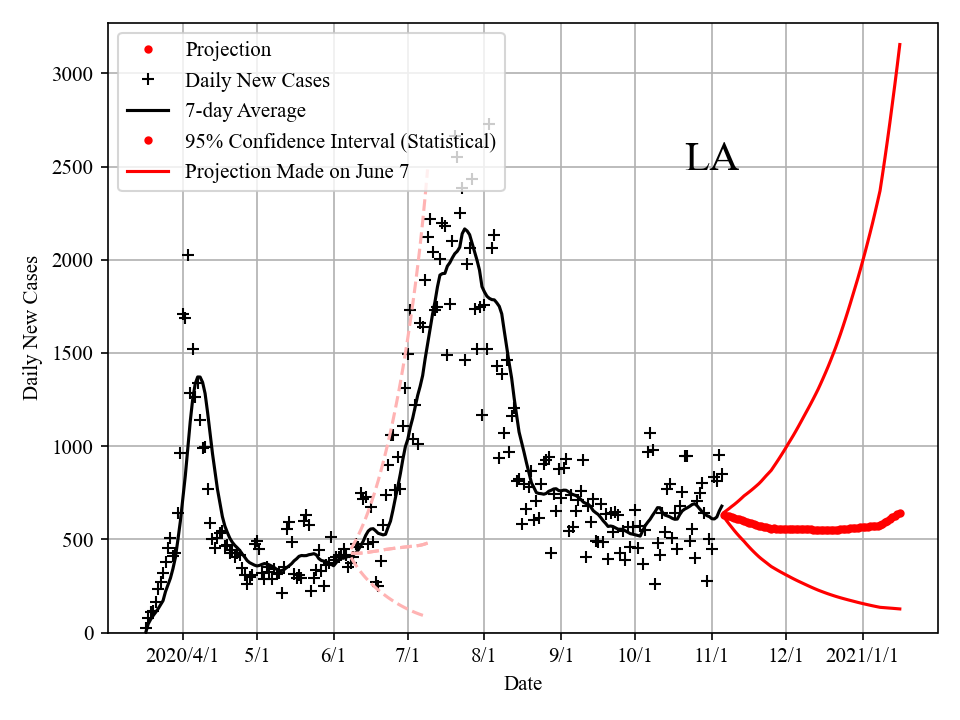 Projection
Daily New Cases
7-day Average
95% Confidence Interval (Statistical)
Projection Made on June 7
LA
3000
2500
2000
1500
1000
500
0
Daily New Cases
2020/4/1 5/1 6/1 7/1 8/1 9/1 10/1 11/1 12/1 2021/1/1
Date